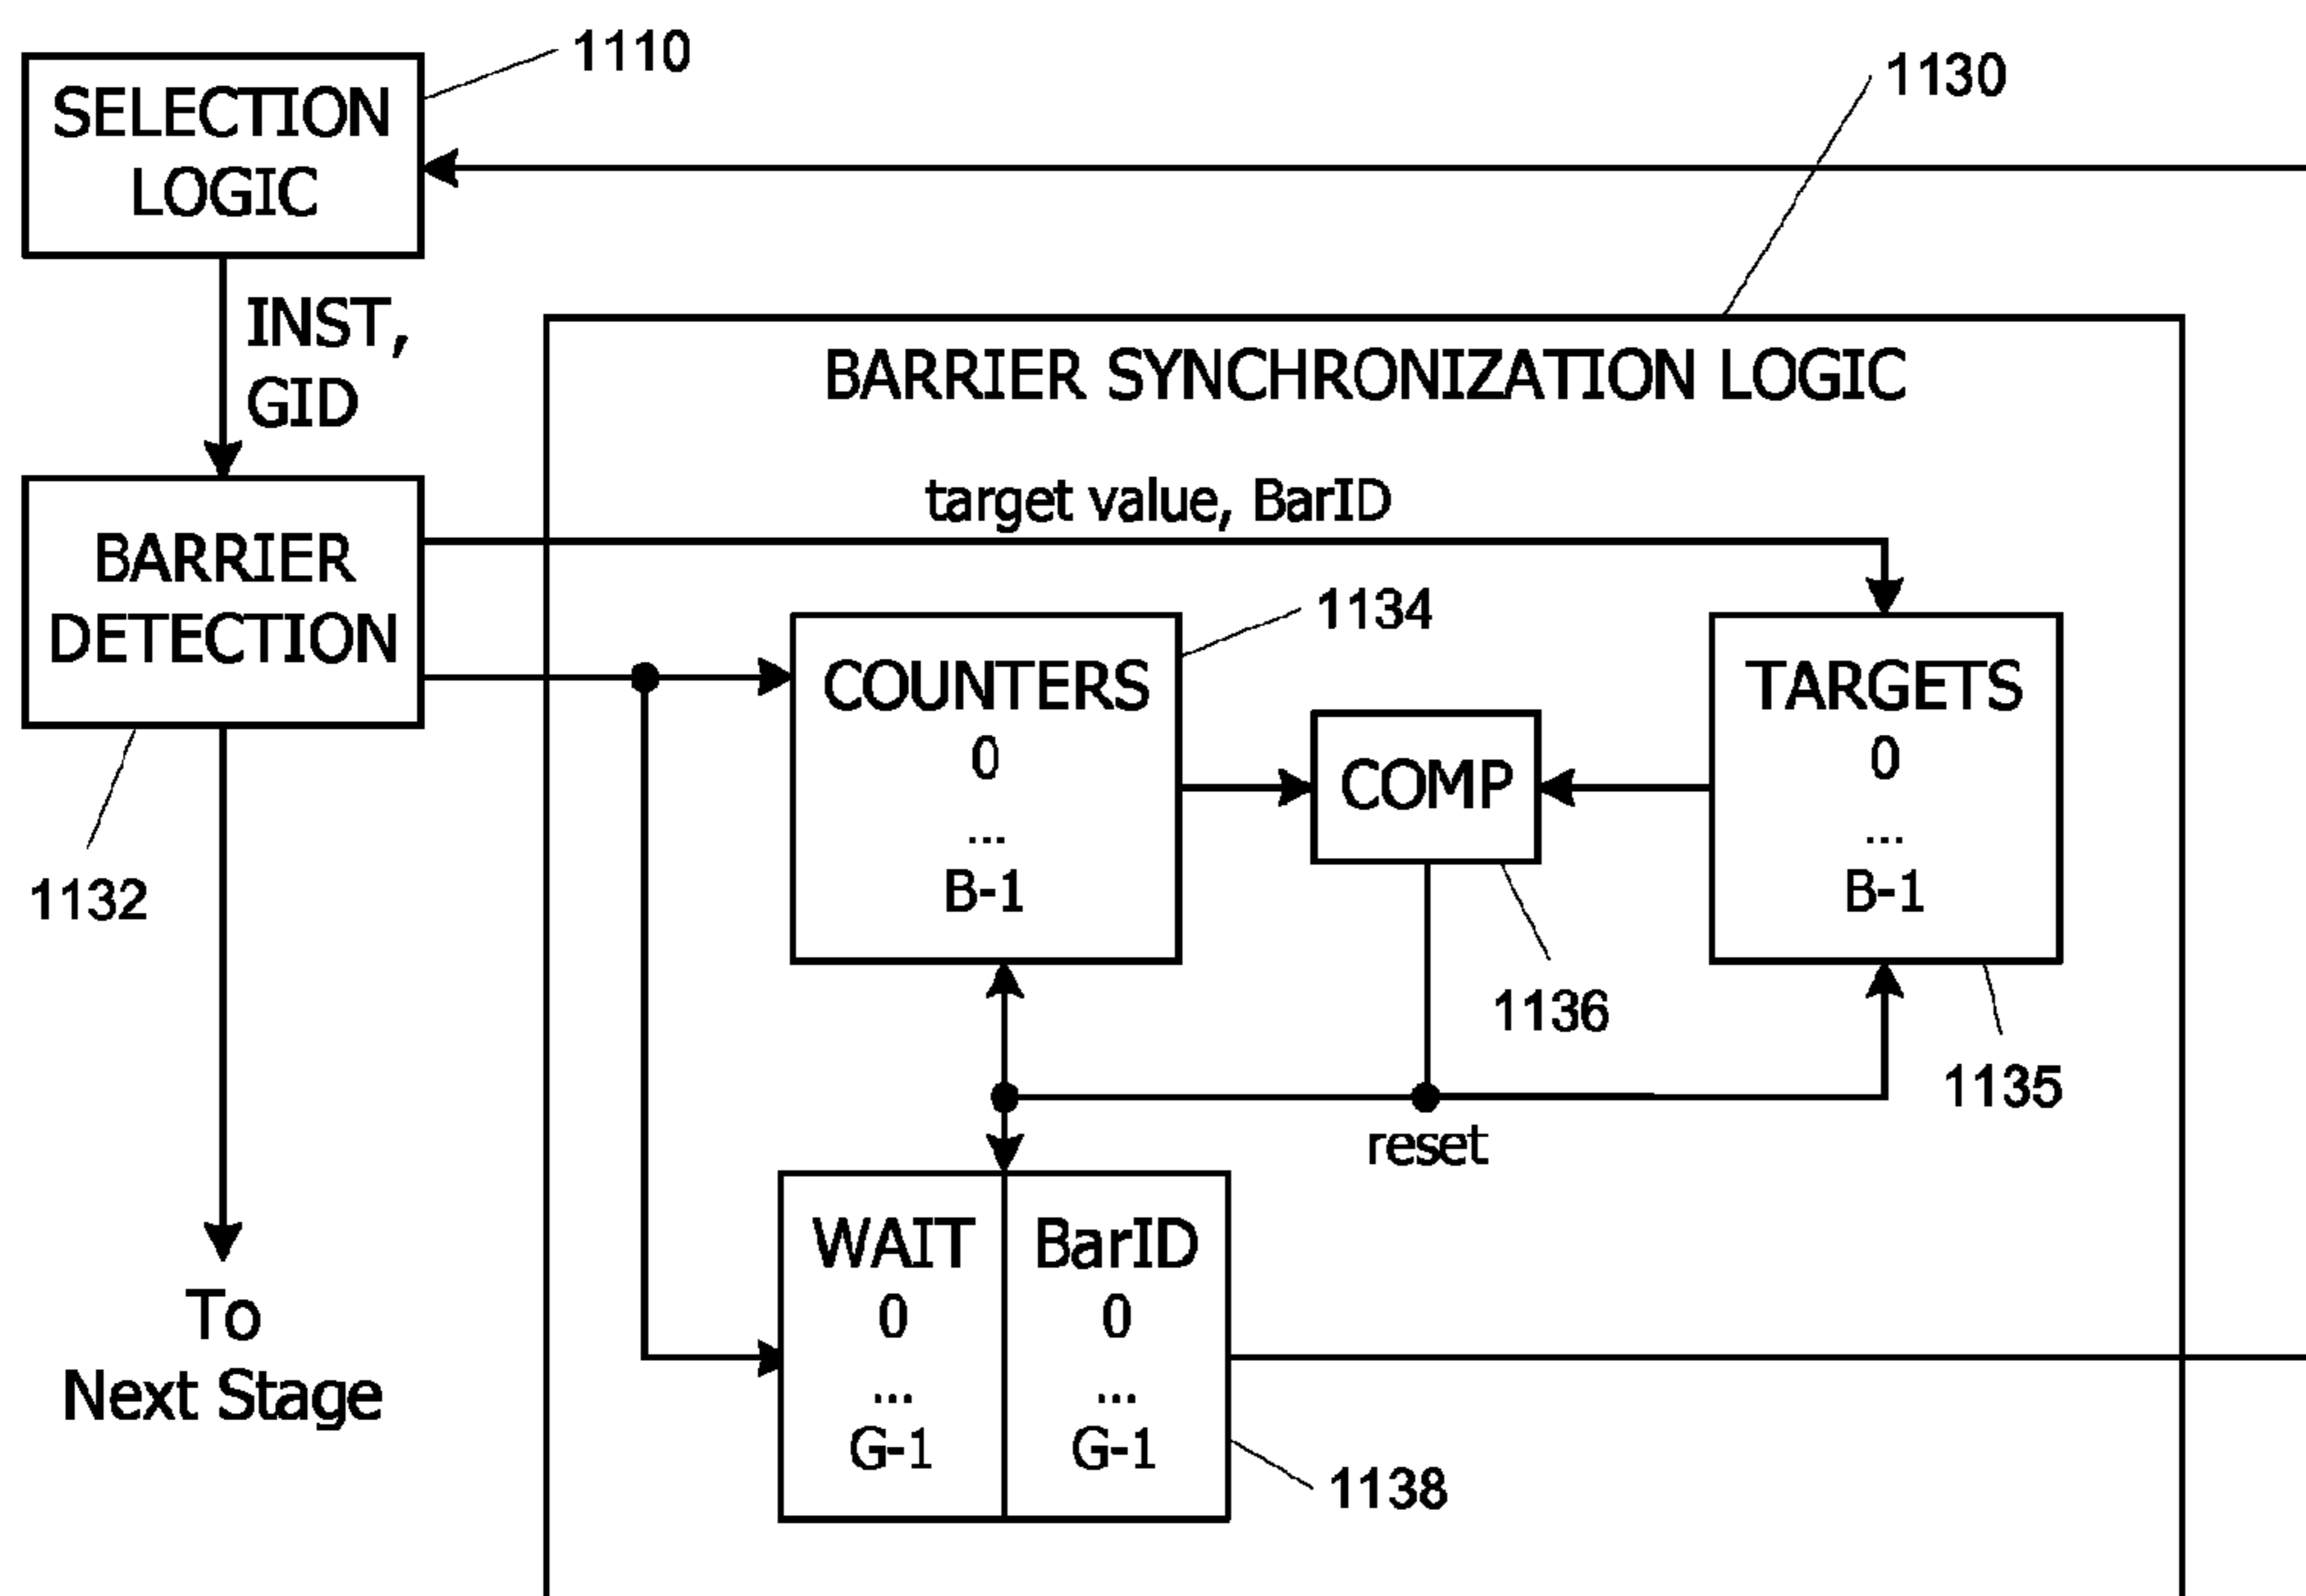 1110
1130
SELECTION
LOGIC
INST,
GID
BARRIER SYNCHRONIZATION LOGIC
target value, BarID
BARRIER
DETECTION
1132
1134
COUNTERS
0
...
B-1
COMP
1136
TARGETS
0
...
B-1
1135
reset
WAIT
0
...
G-1
BarID
0
...
G-1
1138
To
Next Stage